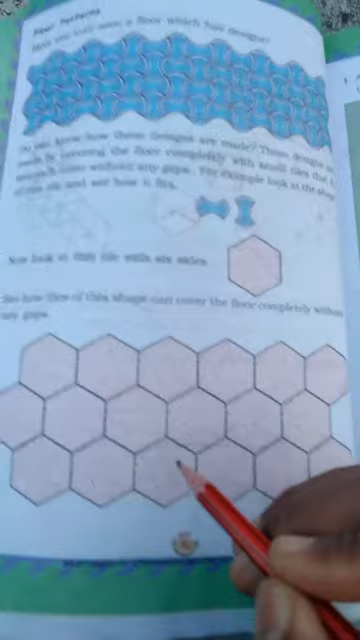 Floor Patterns
Have you ever seen a floor which has designs?
Do you know how these designs are made? These designs
made by covering the floor completely with small tiles that
without any gaps. For example look at the shape
of this tile and see how it fits.
Now look at this tile with six sides
See how tiles of this shape can cover the floor completely without
any gaps.